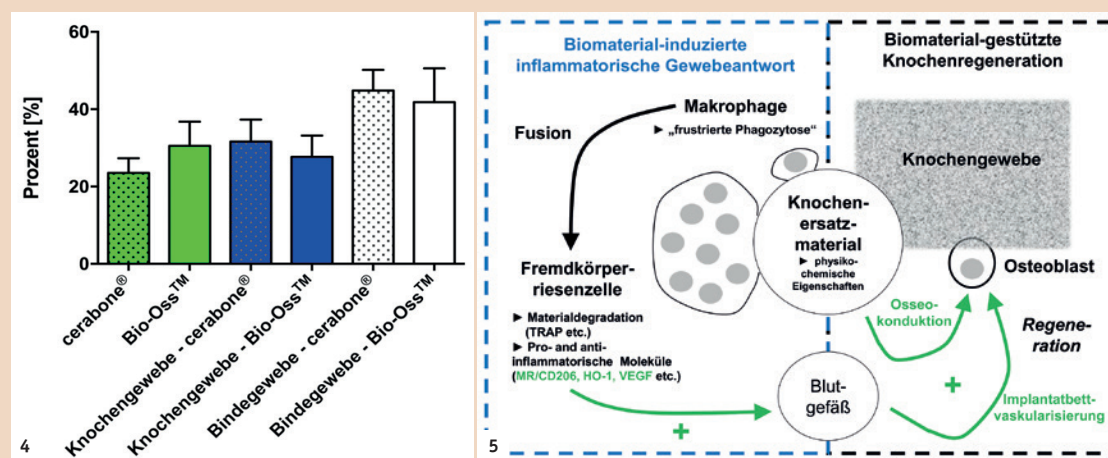 60
40
20
0
Prozent [%]
cerabone®
Bio-Oss™
Knochengewebe - cerabone®
Knochengewebe - Bio-Oss™
Bindegewebe - cerabone®
Bindegewebe - Bio-Oss™
4
Biomaterial-induzierte
inflammatorische Gewebeantwort
Makrophage
► „frustrierte Phagozytose“
Fusion
Fremdkörper-
riesenzelle
► Materialdegradation
(TRAP etc.)
► Pro- and anti-
inflammatorische Moleküle
(MR/CD206, HO-1, VEGF etc.)
+
Knochen-
ersatz-
material
► physiko-
chemische
Eigenschaften
Blut-
gefäß
Biomaterial-gestützte
Knochenregeneration
Knochengewebe
Osteoblast
Osseo-
konduktion
Regene-
ration
+
Implantatbett-
vaskularisierung
5